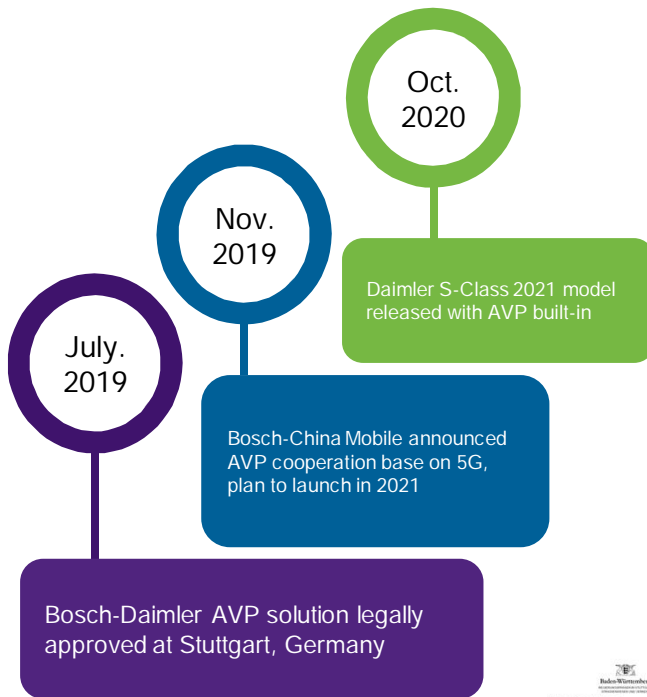 Oct.
2020
Daimler S-Class 2021 model
released with AVP built-in
Nov.
2019
Bosch-China Mobile announced
AVP cooperation base on 5G,
plan to launch in 2021
July.
2019
Bosch-Daimler AVP solution legally
approved at Stuttgart, Germany
Baden-Württemberg